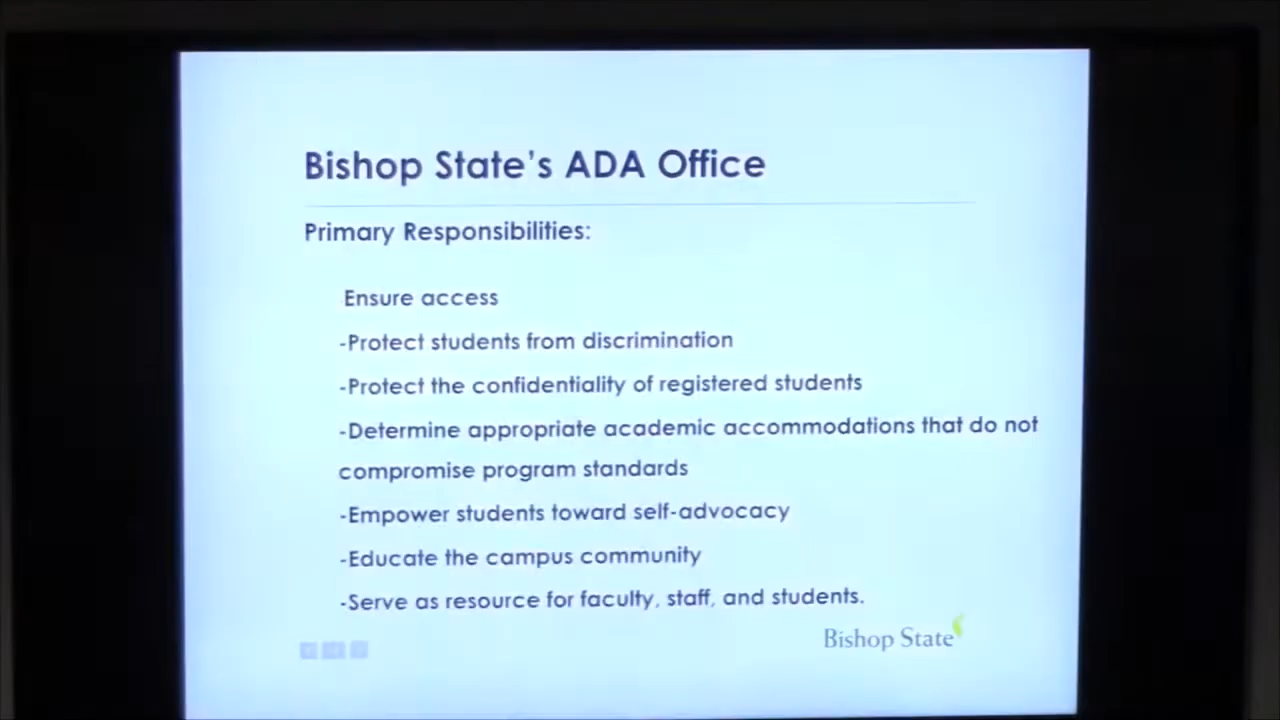 Bishop State's ADA Office
Primary Responsibilities:
Ensure access
-Protect students from discrimination
-Protect the confidentiality of registered students
-Determine appropriate academic accommodations that do not
compromise program standards
-Empower students toward self-advocacy
-Educate the campus community
-Serve as resource for faculty, staff, and students.
Bishop State